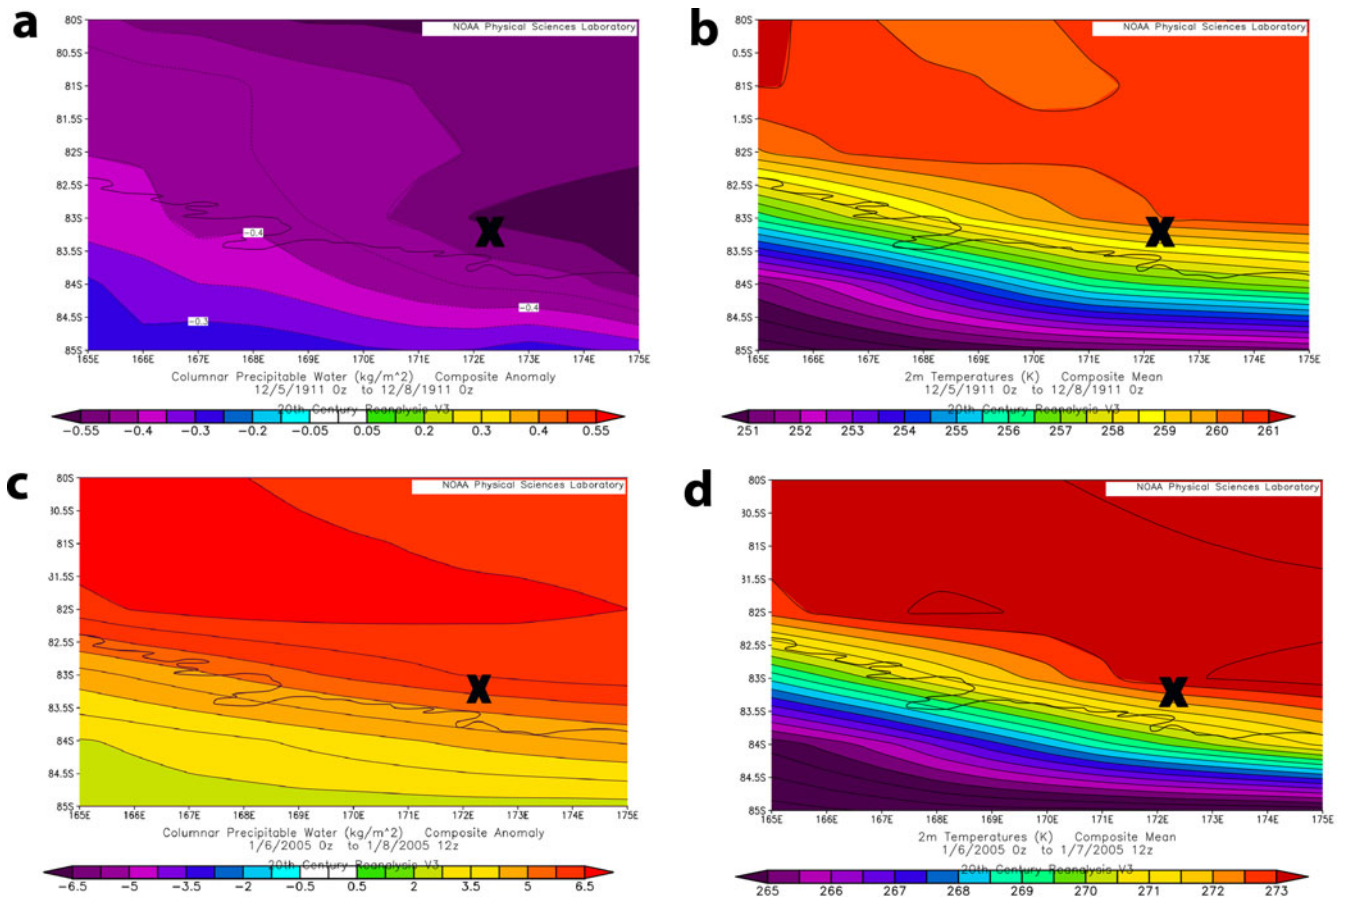 a
NOAA Physical Sciences Laboratory
80S
80.5S
81S
81.5S
82S
82.5S
83S
83.5S
84S
84.5S
85S
-0.4
-0.4
-0.3
X
165E 166E 167E 168E 169E 170E 171E 172E 173E 174E 175E
Columnar Precipitable Water (kg/m^2) Composite Anomaly
12/5/1911 0z to 12/8/1911 0z
20th Century Reanalysis V3
-0.55 -0.4 -0.3 -0.2 -0.05 0.05 0.2 0.3 0.4 0.55
b
NOAA Physical Sciences Laboratory
80S
0.5S
81S
1.5S
82S
82.5S
83S
83.5S
84S
84.5S
85S
X
165E 166E 167E 168E 169E 170E 171E 172E 173E 174E 175E
2m Temperatures (K) Composite Mean
12/5/1911 0z to 12/8/1911 0z
20th Century Reanalysis V3
251 252 253 254 255 256 257 258 259 260 261
c
NOAA Physical Sciences Laboratory
80S
30.5S
81S
31.5S
82S
82.5S
83S
83.5S
84S
84.5S
85S
X
165E 166E 167E 168E 169E 170E 171E 172E 173E 174E 175E
Columnar Precipitable Water (kg/m^2) Composite Anomaly
1/6/2005 0z to 1/8/2005 12z
20th Century Reanalysis V3
-6.5 -5 -3.5 -2 -0.5 0.5 2 3.5 5 6.5
d
NOAA Physical Sciences Laboratory
80S
30.5S
81S
31.5S
82S
82.5S
83S
83.5S
84S
84.5S
85S
X
165E 166E 167E 168E 169E 170E 171E 172E 173E 174E 175E
2m Temperatures (K) Composite Mean
1/6/2005 0z to 1/7/2005 12z
20th Century Reanalysis V3
265 266 267 268 269 270 271 272 273